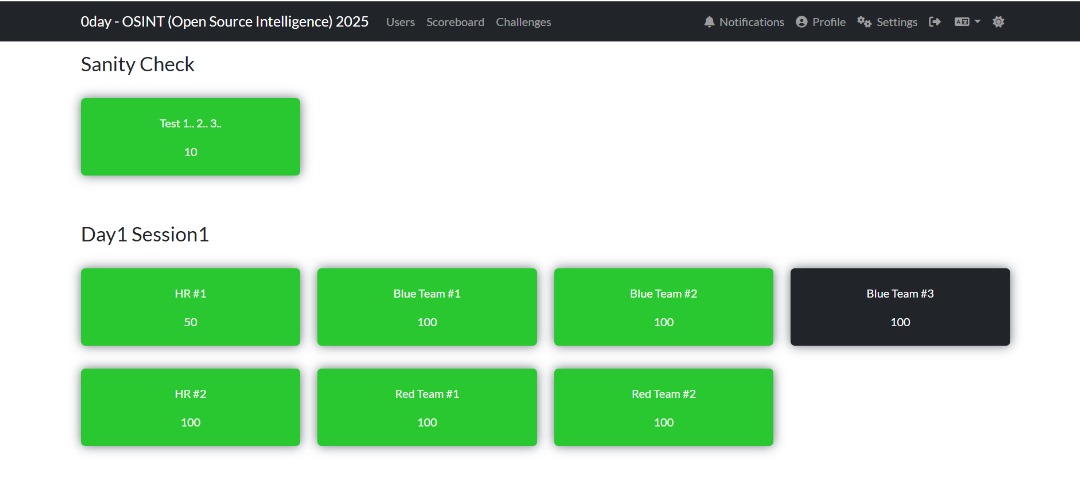 0day - OSINT (Open Source Intelligence) 2025 Users Scoreboard Challenges Notifications Profile Settings
Sanity Check
Test 1.. 2.. 3..
10
Day1 Session1
HR #1
50
Blue Team #1
100
Blue Team #2
100
Blue Team #3
100
HR #2
100
Red Team #1
100
Red Team #2
100